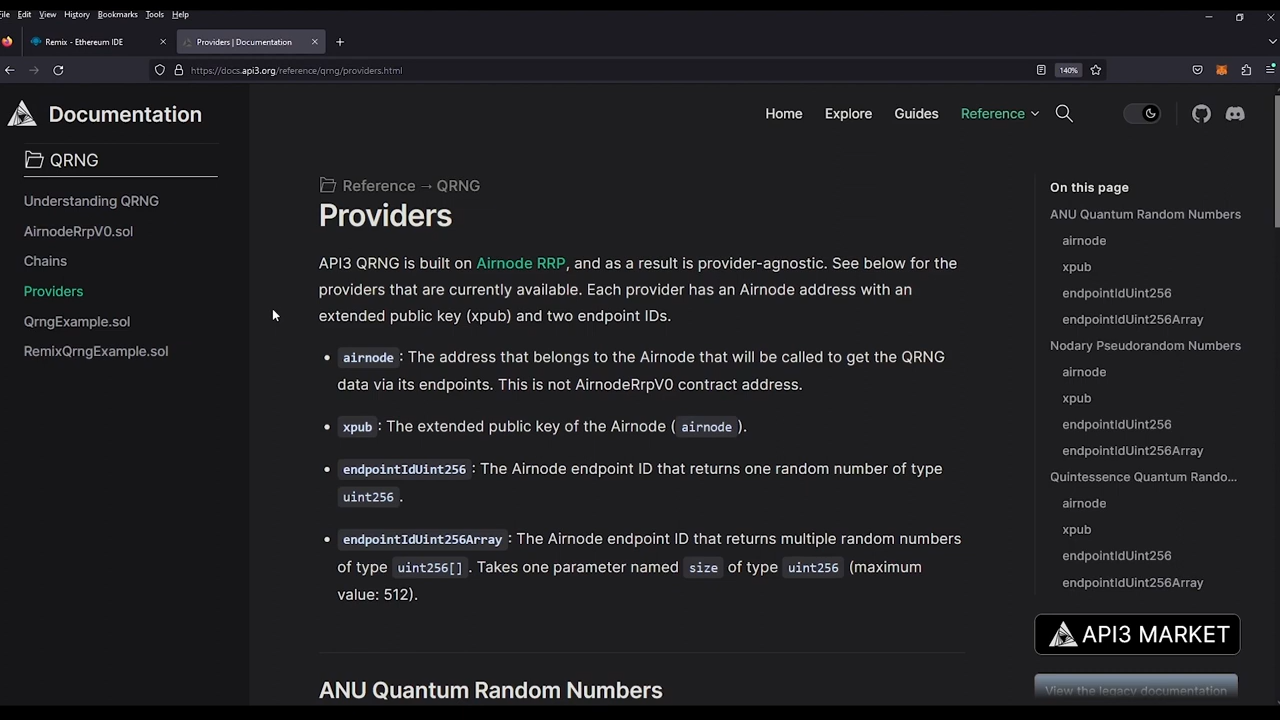 File Edit View History Bookmarks Tools Help
Remix - Ethereum IDE
Providers | Documentation
https://docs.api3.org/reference/qrng/providers.html
140%
Documentation
Home Explore Guides Reference
QRNG
Understanding QRNG
AirnodeRrpV0.sol
Chains
Providers
QrngExample.sol
RemixQrngExample.sol
Reference → QRNG
Providers
API3 QRNG is built on Airnode RRP, and as a result is provider-agnostic. See below for the
providers that are currently available. Each provider has an Airnode address with an
extended public key (xpub) and two endpoint IDs.
• airnode : The address that belongs to the Airnode that will be called to get the QRNG
data via its endpoints. This is not AirnodeRrpV0 contract address.
• xpub : The extended public key of the Airnode ( airnode ).
• endpointIdUint256 : The Airnode endpoint ID that returns one random number of type
uint256 .
• endpointIdUint256Array : The Airnode endpoint ID that returns multiple random numbers
of type uint256[] . Takes one parameter named size of type uint256 (maximum
value: 512).
ANU Quantum Random Numbers
On this page
ANU Quantum Random Numbers
airnode
xpub
endpointIdUint256
endpointIdUint256Array
Nodary Pseudorandom Numbers
airnode
xpub
endpointIdUint256
endpointIdUint256Array
Quintessence Quantum Rando...
airnode
xpub
endpointIdUint256
endpointIdUint256Array
API3 MARKET
View the legacy documentation